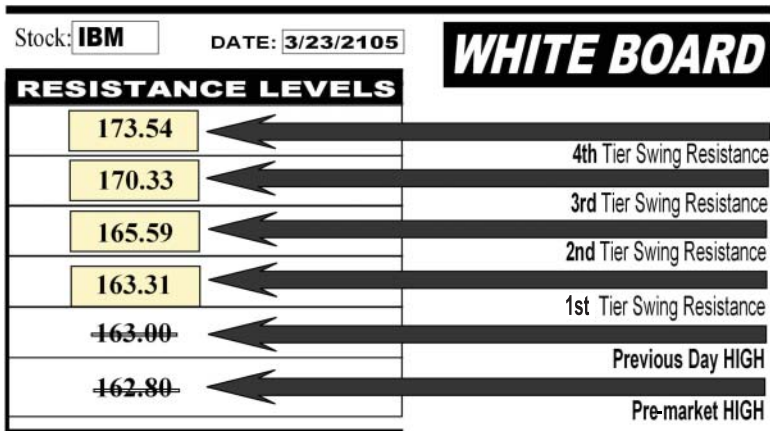 Stock: IBM DATE: 3/23/2105 WHITE BOARD
RESISTANCE LEVELS
173.54
4th Tier Swing Resistance
170.33
3rd Tier Swing Resistance
165.59
2nd Tier Swing Resistance
163.31
1st Tier Swing Resistance
163.00
Previous Day HIGH
162.80
Pre-market HIGH